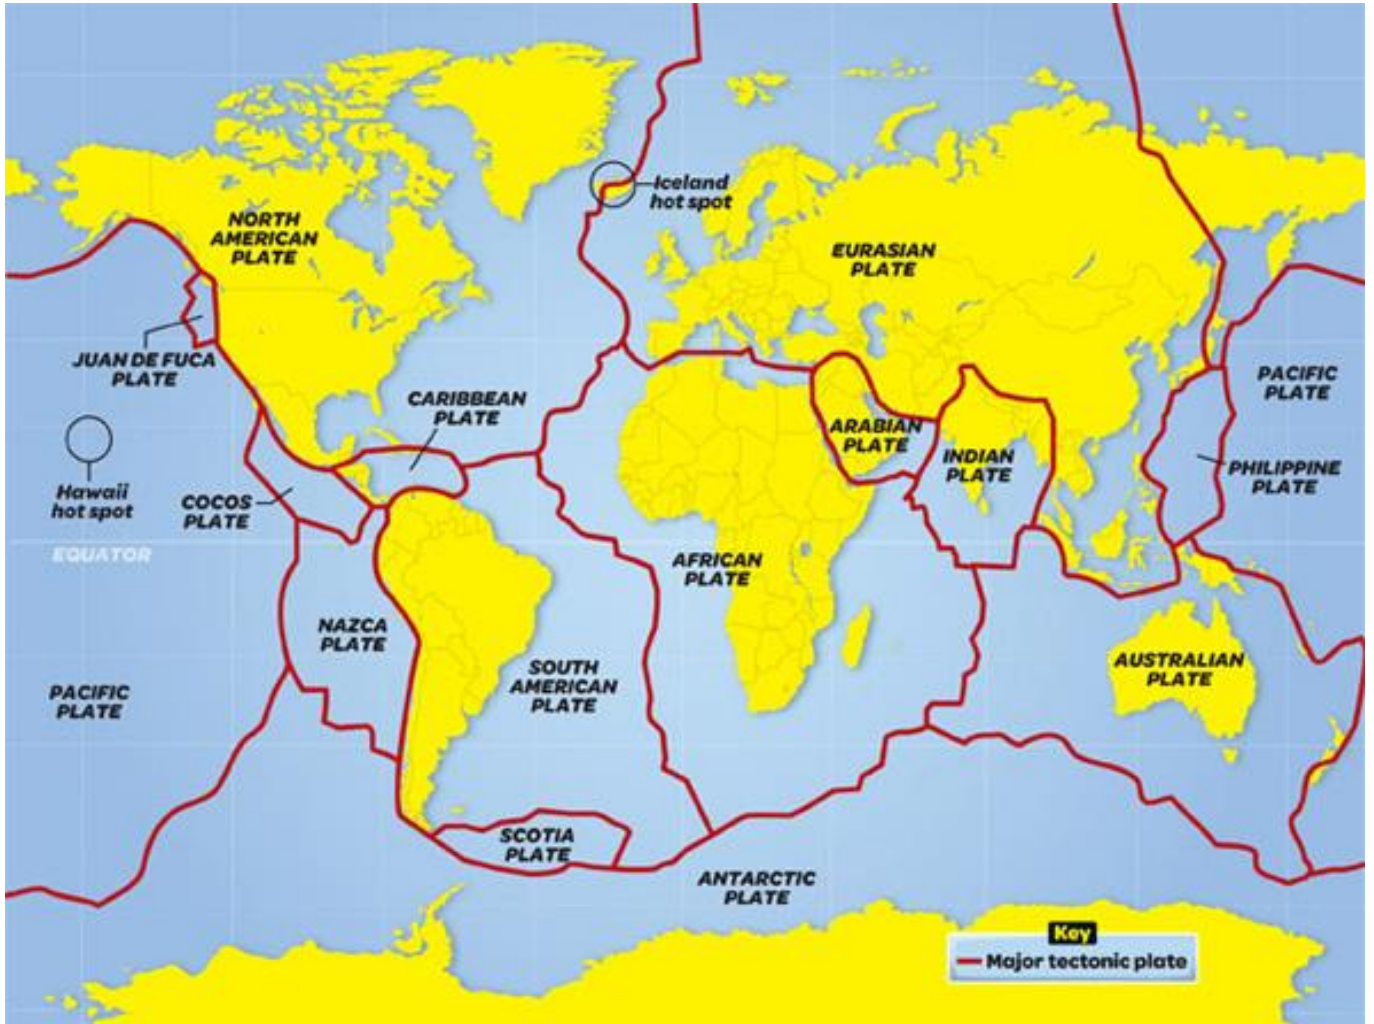 NORTH
AMERICAN
PLATE
Iceland
hot spot
EURASIAN
PLATE
JUAN DE FUCA
PLATE
CARIBBEAN
PLATE
PACIFIC
PLATE
ARABIAN
PLATE
INDIAN
PLATE
PHILIPPINE
PLATE
Hawaii
hot spot
COCOS
PLATE
EQUATOR
AFRICAN
PLATE
NAZCA
PLATE
SOUTH
AMERICAN
PLATE
AUSTRALIAN
PLATE
PACIFIC
PLATE
SCOTIA
PLATE
ANTARCTIC
PLATE
Key
Major tectonic plate